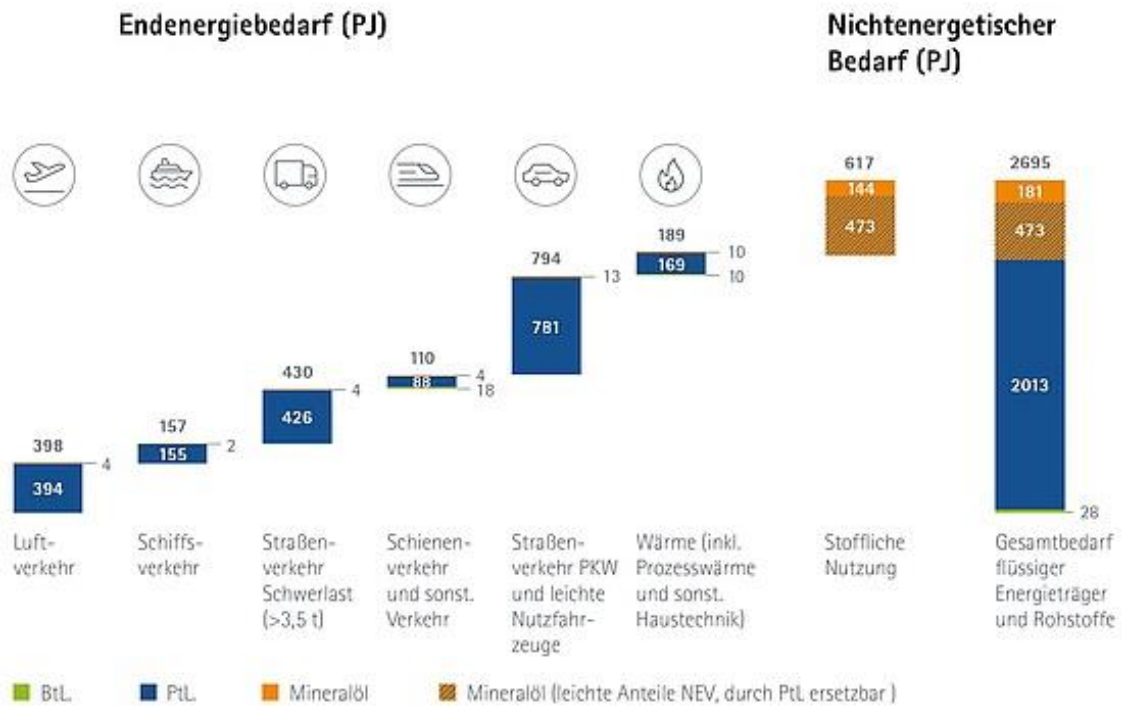 Endenergiebedarf (PJ)
Nichtenergetischer
Bedarf (PJ)
398
4
394
157
2
155
430
4
426
110
4
88
18
794
13
781
189
10
169
10
617
144
473
2695
181
473
2013
28
Luft-
verkehr
Schiffs-
verkehr
Straßen-
verkehr
Schwerlast
(>3,5 t)
Schienen-
verkehr
und sonst.
Verkehr
Straßen-
verkehr PKW
und leichte
Nutzfahr-
zeuge
Wärme (inkl.
Prozesswärme
und sonst.
Haustechnik)
Stoffliche
Nutzung
Gesamtbedarf
flüssiger
Energieträger
und Rohstoffe
BtL
PtL
Mineralöl
Mineralöl (leichte Anteile NEV, durch PtL ersetzbar )